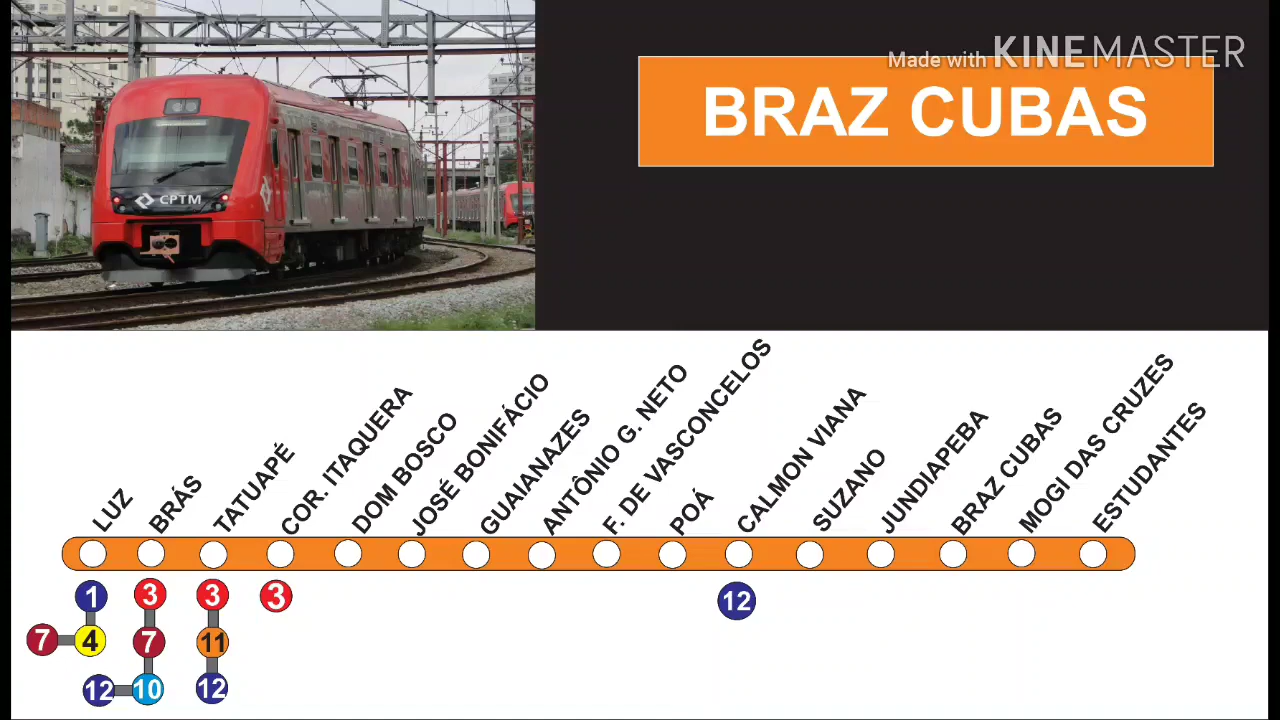 Made with KINEMASTER
BRAZ CUBAS
CPTM
LUZ
BRÁS
TATUAPÉ
COR. ITAQUERA
DOM BOSCO
JOSÉ BONIFÁCIO
GUAIANAZES
ANTÔNIO G. NETO
F. DE VASCONCELOS
POÁ
CALMON VIANA
SUZANO
JUNDIAPEBA
BRAZ CUBAS
MOGI DAS CRUZES
ESTUDANTES
1 3 3 3 12
7 4 7 11
12 10 12